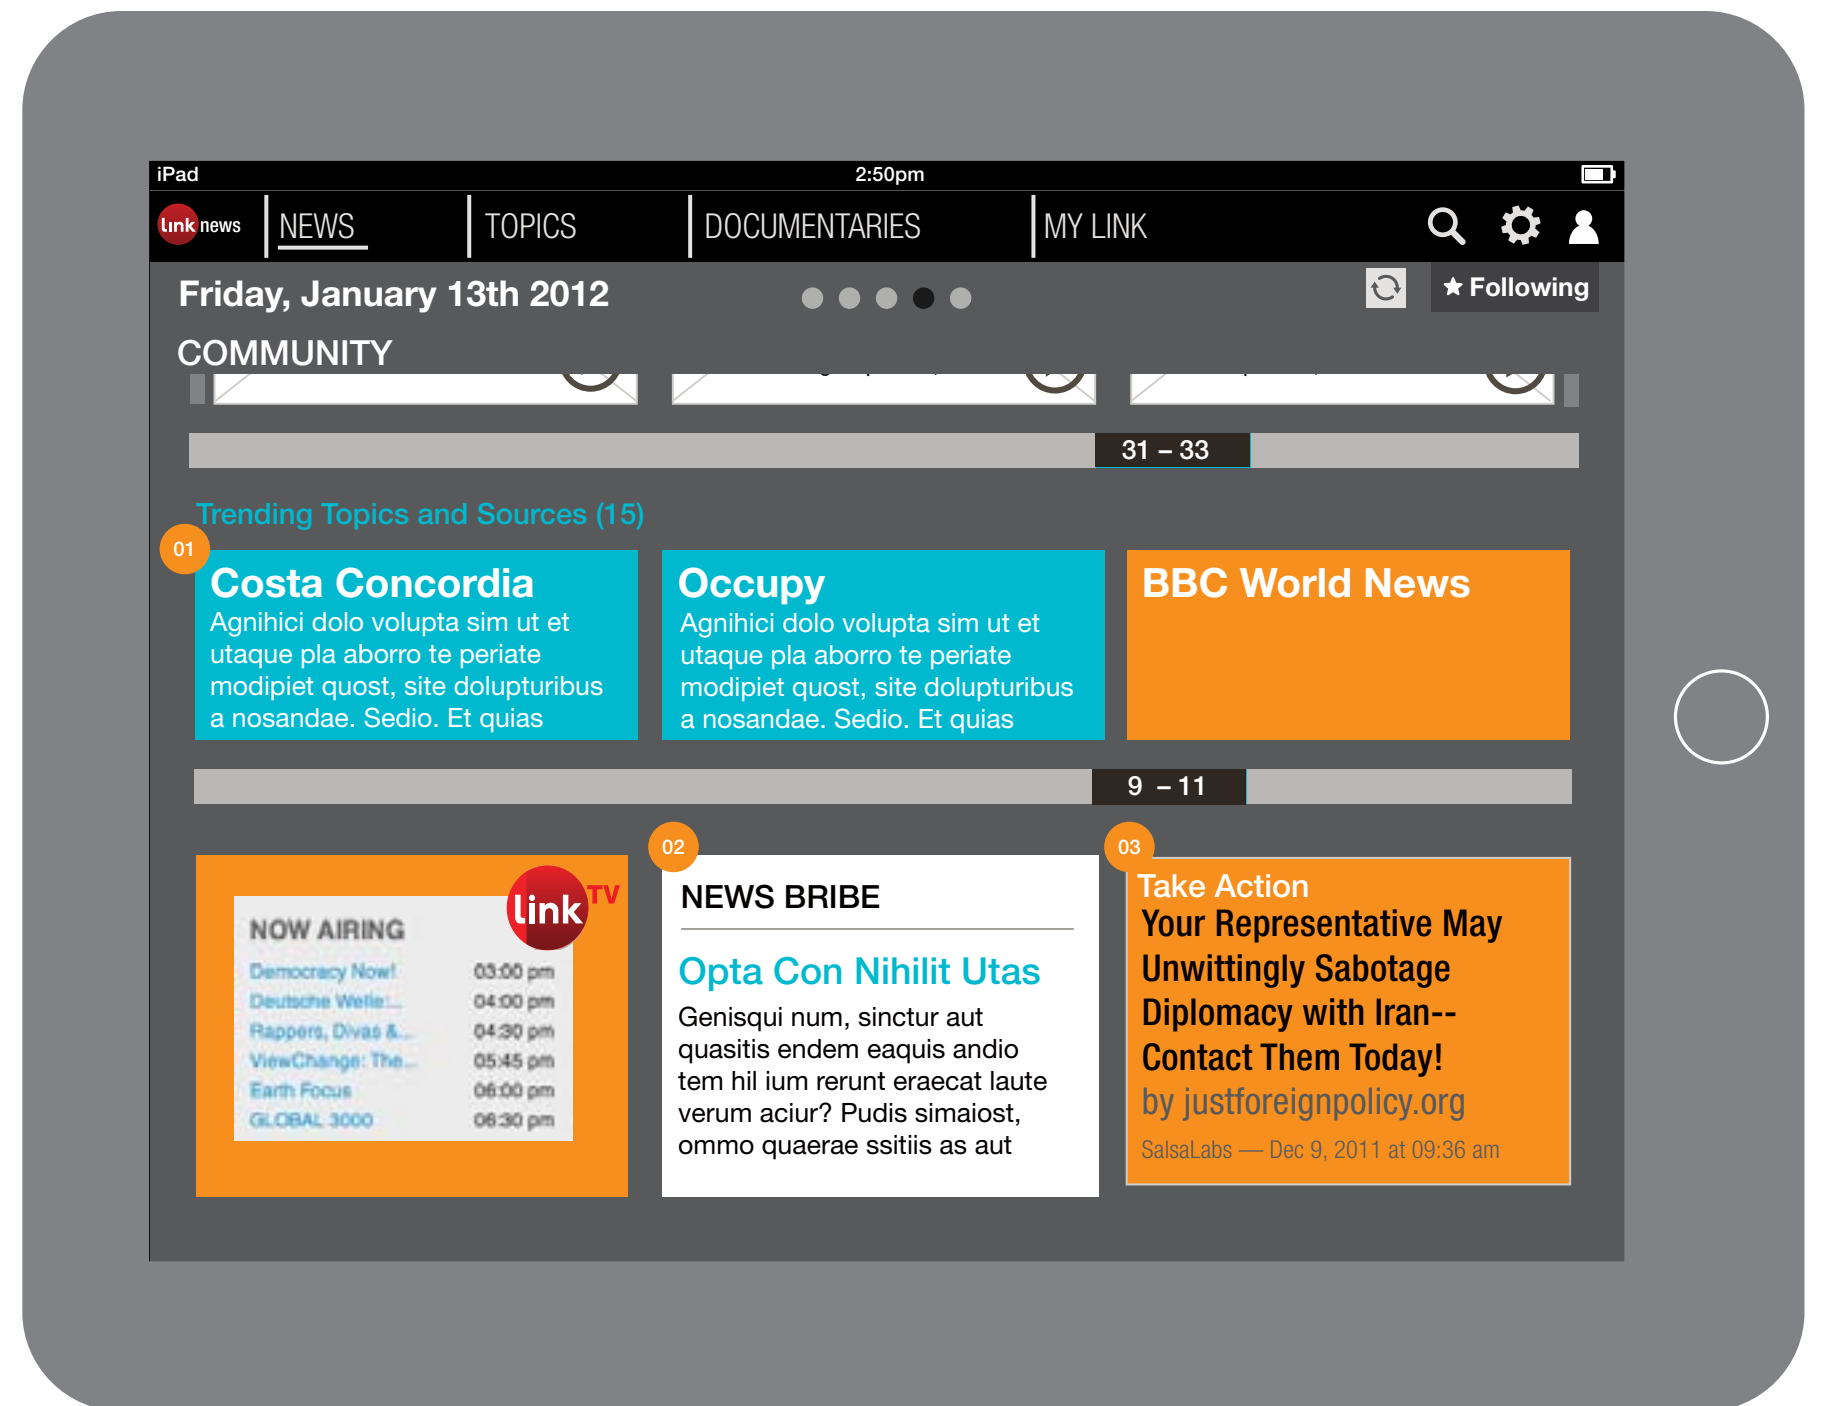 iPad
2:50pm
link news
NEWS
TOPICS
DOCUMENTARIES
MY LINK
Friday, January 13th 2012
Following
COMMUNITY
31 – 33
Trending Topics and Sources (15)
01
Costa Concordia
Agnihici dolo volupta sim ut et
utaque pla aborro te periate
modipiet quost, site dolupturibus
a nosandae. Sedio. Et quias
Occupy
Agnihici dolo volupta sim ut et
utaque pla aborro te periate
modipiet quost, site dolupturibus
a nosandae. Sedio. Et quias
BBC World News
9 – 11
link TV
NOW AIRING
Democracy Now! 03:00 pm
Deutsche Welle:... 04:00 pm
Rappers, Divas &... 04:30 pm
ViewChange: The... 05:45 pm
Earth Focus 06:00 pm
GLOBAL 3000 06:30 pm
02
NEWS BRIBE
Opta Con Nihilit Utas
Genisqui num, sinctur aut
quasitis endem eaquis andio
tem hil ium rerunt eraecat laute
verum aciur? Pudis simaiost,
ommo quaerae ssitiis as aut
03
Take Action
Your Representative May
Unwittingly Sabotage
Diplomacy with Iran--
Contact Them Today!
by justforeignpolicy.org
SalsaLabs — Dec 9, 2011 at 09:36 am